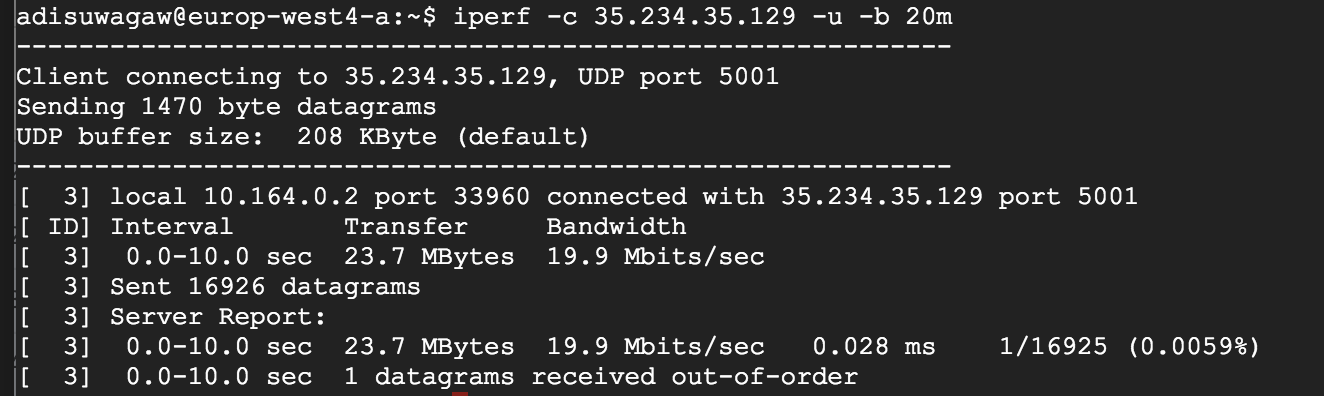 adisuwagaw@europ-west4-a:~$ iperf -c 35.234.35.129 -u -b 20m
------------------------------------------------------------
Client connecting to 35.234.35.129, UDP port 5001
Sending 1470 byte datagrams
UDP buffer size:  208 KByte (default)
------------------------------------------------------------
[  3] local 10.164.0.2 port 33960 connected with 35.234.35.129 port 5001
[ ID] Interval       Transfer     Bandwidth
[  3]  0.0-10.0 sec  23.7 MBytes  19.9 Mbits/sec
[  3] Sent 16926 datagrams
[  3] Server Report:
[  3]  0.0-10.0 sec  23.7 MBytes  19.9 Mbits/sec   0.028 ms    1/16925 (0.0059%)
[  3]  0.0-10.0 sec  1 datagrams received out-of-order